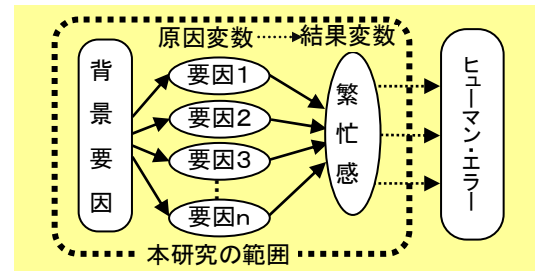 原因変数 結果変数
背景要因
要因1
要因2
要因3
要因n
繁忙感
ヒューマン・エラー
本研究の範囲